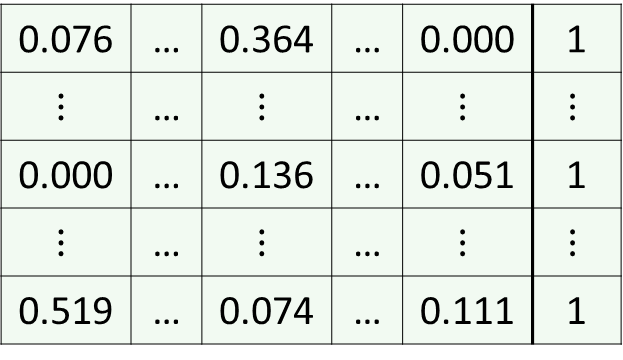 0.076 ... 0.364 ... 0.000 1
⋮ ... ⋮ ... ⋮ ⋮
0.000 ... 0.136 ... 0.051 1
⋮ ... ⋮ ... ⋮ ⋮
0.519 ... 0.074 ... 0.111 1